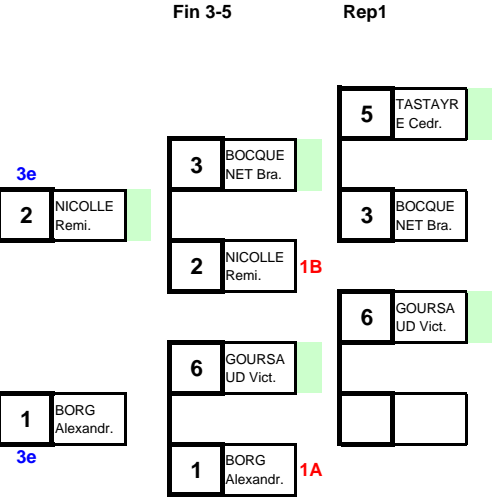 Fin 3-5
Rep1
5
TASTAYR
E Cedr.
3
BOCQUE
NET Bra.
3e
2
NICOLLE
Remi.
3
BOCQUE
NET Bra.
2
NICOLLE
Remi.
1B
6
GOURSA
UD Vict.
6
GOURSA
UD Vict.
1
BORG
Alexandr.
3e
1
BORG
Alexandr.
1A